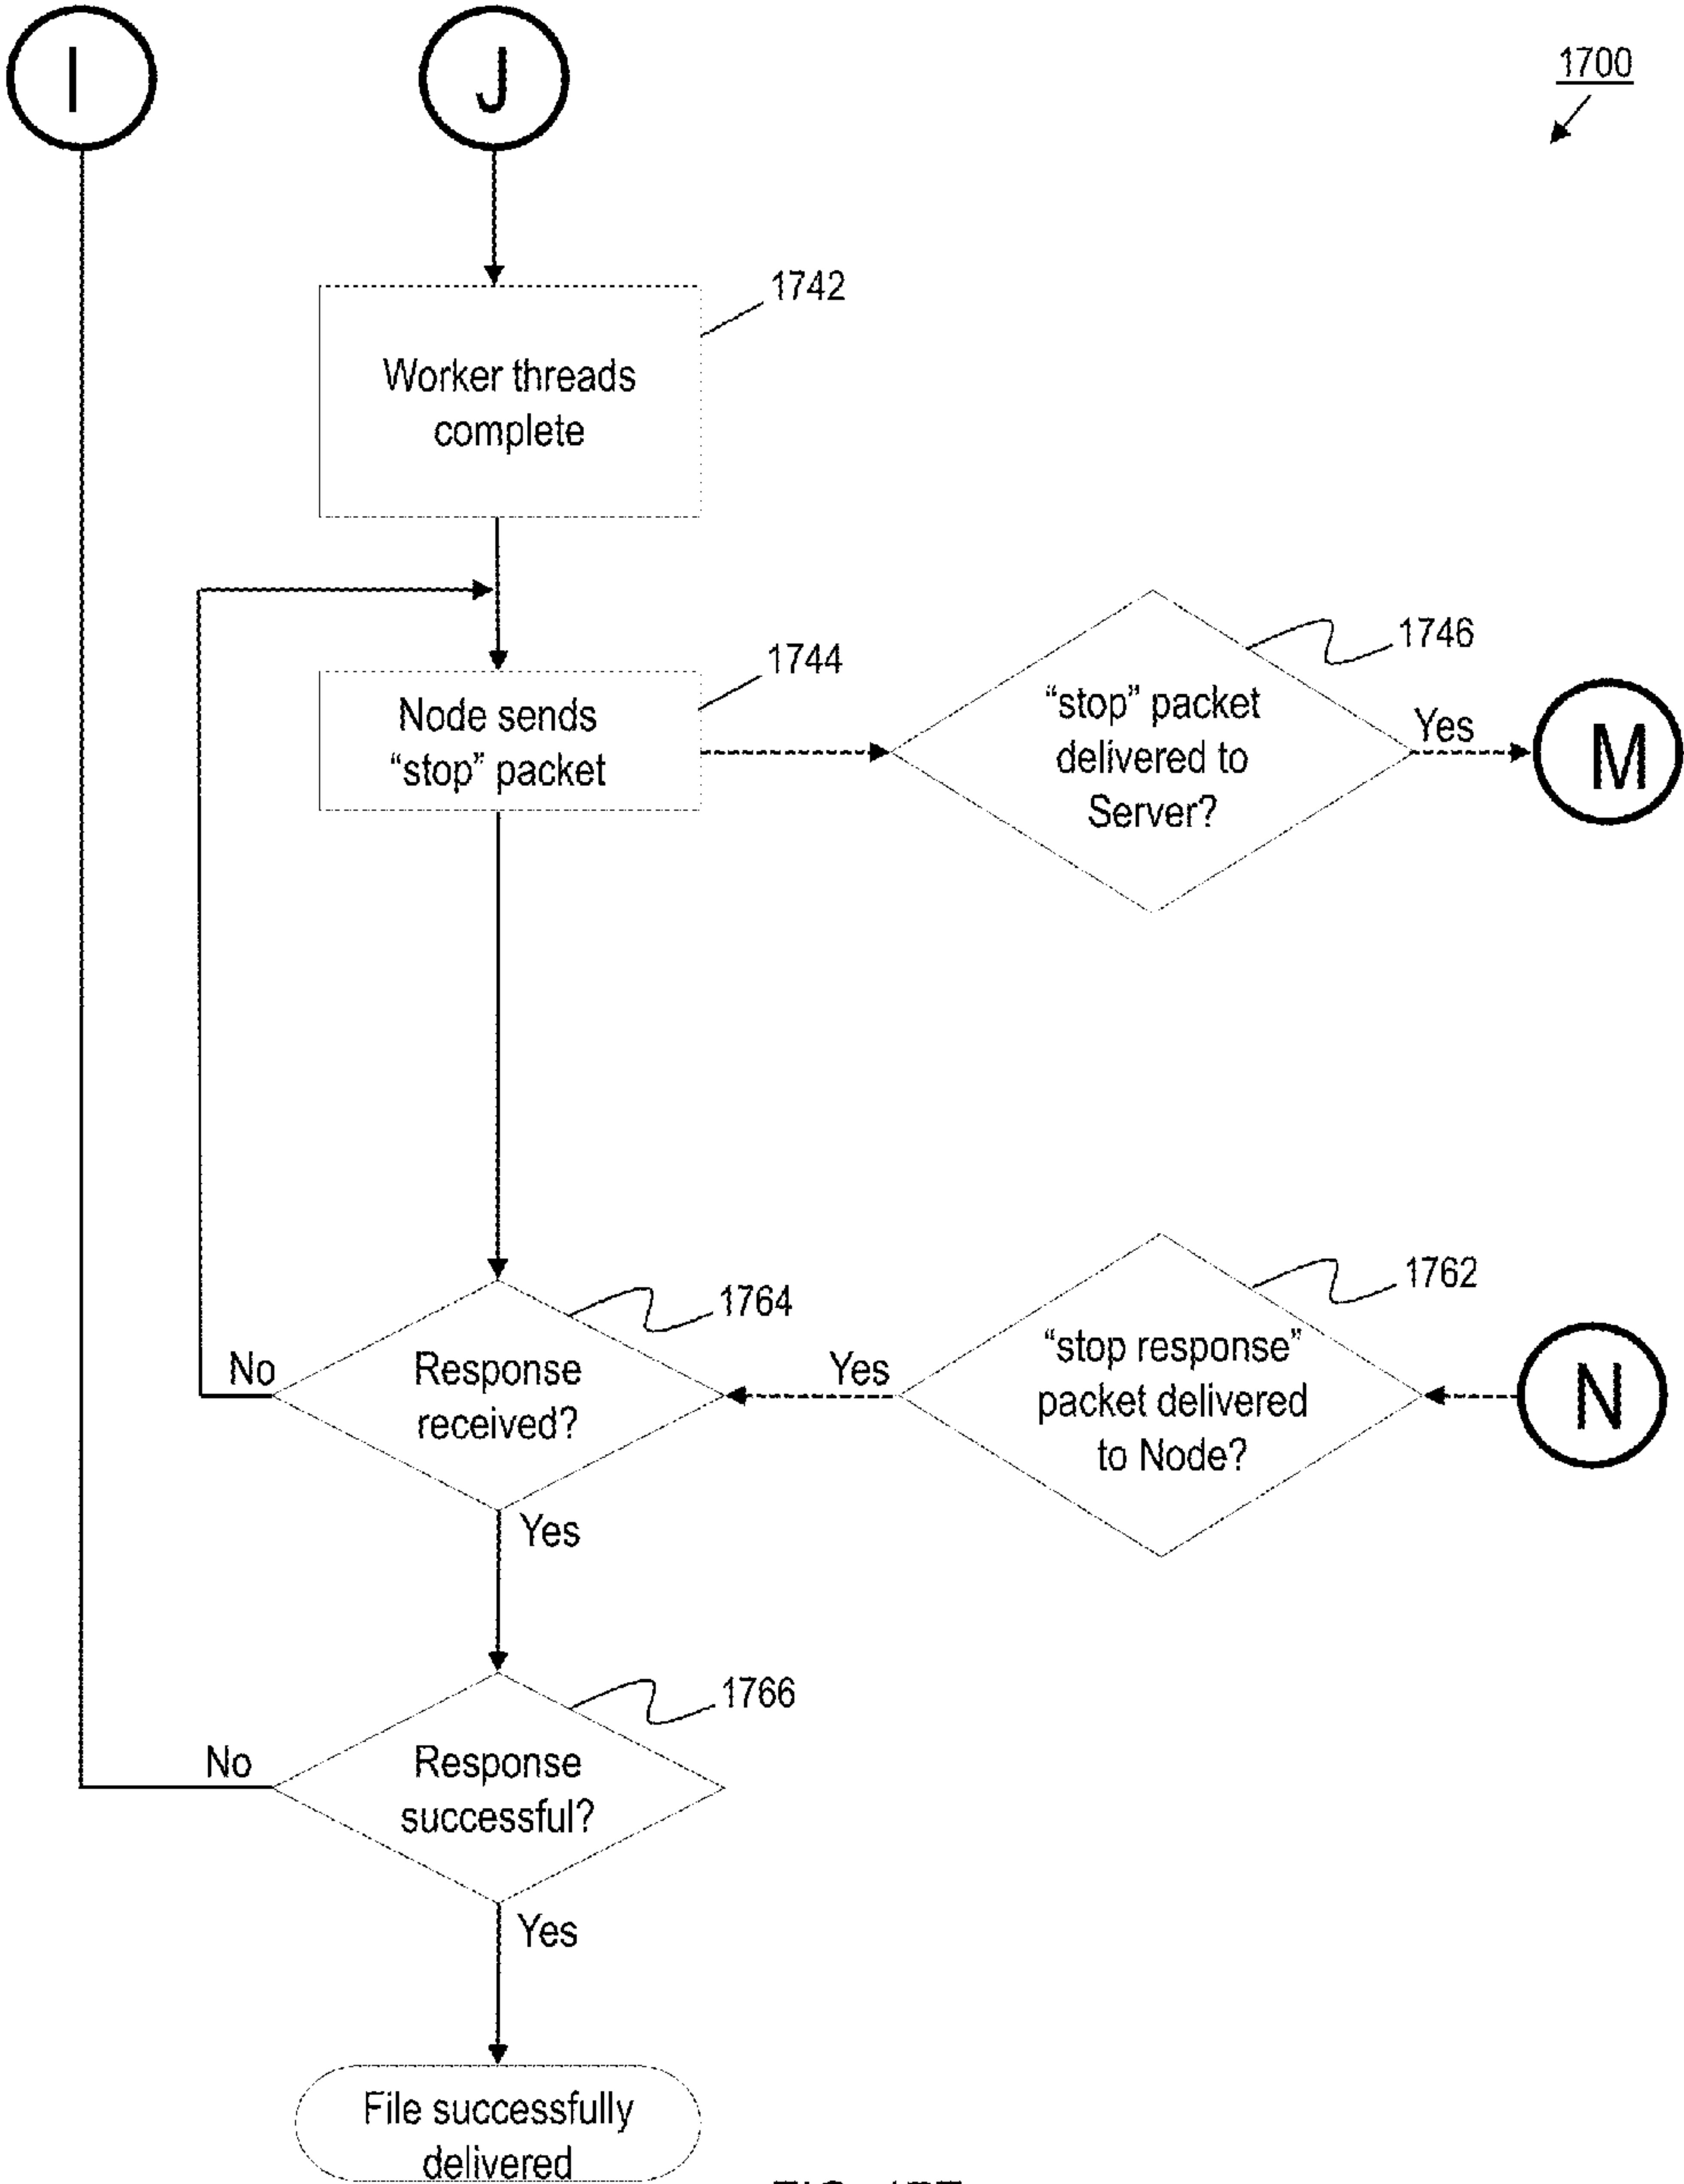 I
J
1700
1742
Worker threads
complete
1744
Node sends
“stop” packet
1746
“stop” packet
delivered to
Server?
Yes
M
1764
Response
received?
No
Yes
1762
“stop response”
packet delivered
to Node?
Yes
N
1766
Response
successful?
No
Yes
File successfully
delivered